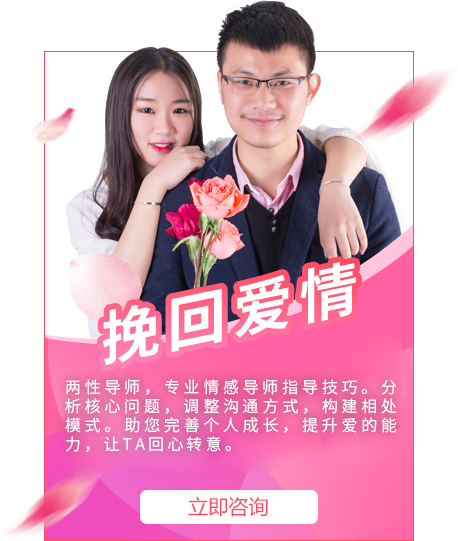 挽回爱情
两性导师，专业情感导师指导技巧。分
析核心问题，调整沟通方式，构建相处
模式。助您完善个人成长，提升爱的能
力，让TA回心转意。
立即咨询